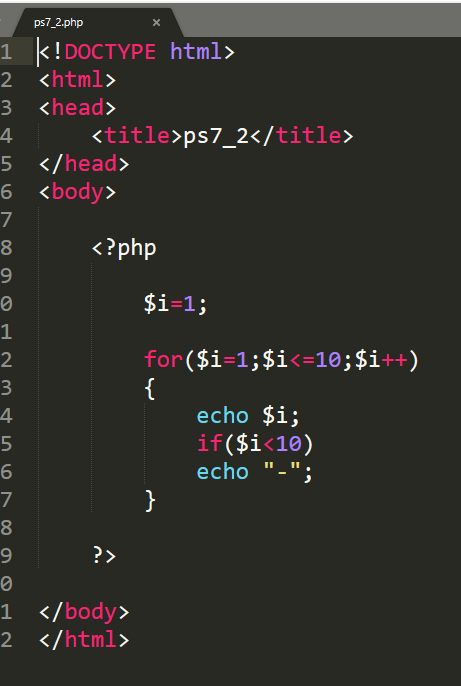 ps7_2.php ×
1 <!DOCTYPE html>
2 <html>
3 <head>
4 <title>ps7_2</title>
5 </head>
6 <body>
7
8 <?php
9
0 $i=1;
1
2 for($i=1;$i<=10;$i++)
3 {
4 echo $i;
5 if($i<10)
6 echo "-";
7 }
8
9 ?>
0
1 </body>
2 </html>